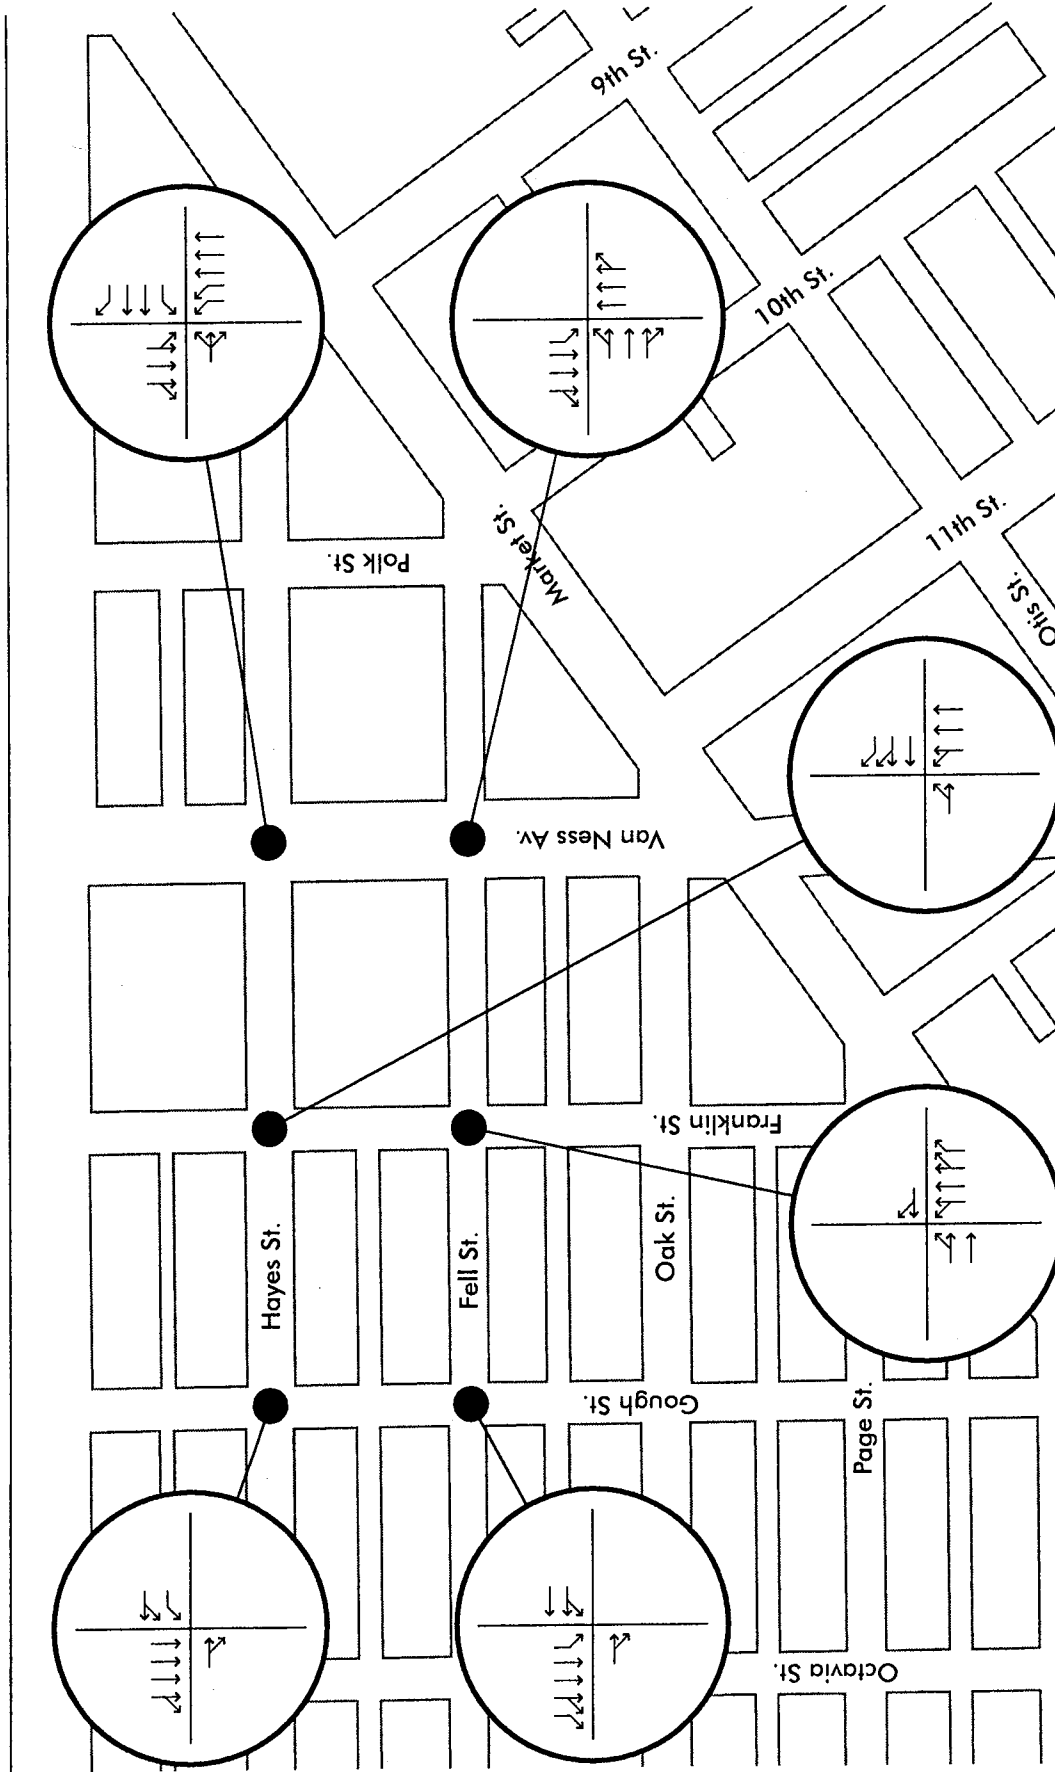 9th St.
10th St.
11th St.
Market St.
Otis St.
Polk St.
Van Ness Av.
Franklin St.
Hayes St.
Fell St.
Oak St.
Gough St.
Page St.
Octavia St.